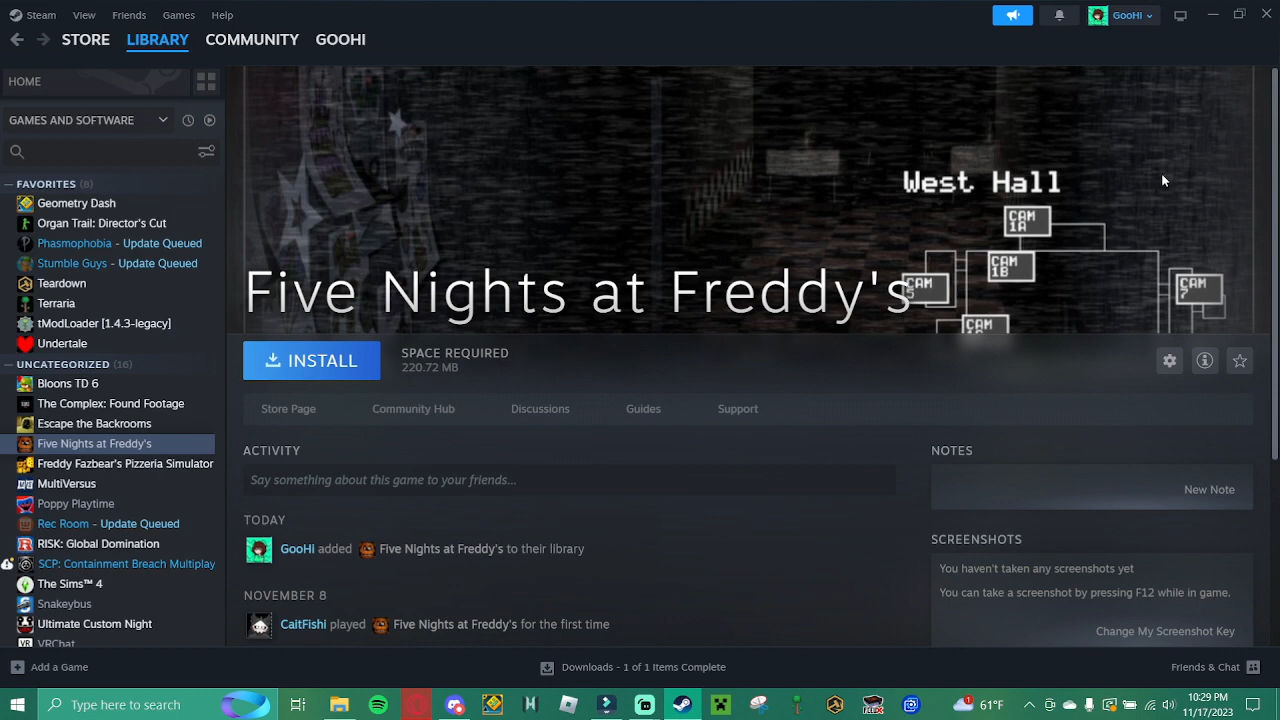 Steam View Friends Games Help GooHi
STORE LIBRARY COMMUNITY GOOHI
HOME
GAMES AND SOFTWARE
FAVORITES (8)
Geometry Dash
Organ Trail: Director's Cut
Phasmophobia - Update Queued
Stumble Guys - Update Queued
Teardown
Terraria
tModLoader [1.4.3-legacy]
Undertale
UNCATEGORIZED (16)
Bloons TD 6
The Complex: Found Footage
Escape the Backrooms
Five Nights at Freddy's
Freddy Fazbear's Pizzeria Simulator
MultiVersus
Poppy Playtime
Rec Room - Update Queued
RISK: Global Domination
SCP: Containment Breach Multiplay
The Sims™ 4
Snakeybus
Ultimate Custom Night
VRChat
West Hall
CAM 1A
CAM 1B
CAM 5
CAM 7
CAM
Five Nights at Freddy's
INSTALL
SPACE REQUIRED
220.72 MB
Store Page Community Hub Discussions Guides Support
ACTIVITY
Say something about this game to your friends...
TODAY
GooHi added Five Nights at Freddy's to their library
NOVEMBER 8
CaitFishi played Five Nights at Freddy's for the first time
NOTES
New Note
SCREENSHOTS
You haven't taken any screenshots yet
You can take a screenshot by pressing F12 while in game.
Change My Screenshot Key
Add a Game Downloads - 1 of 1 Items Complete Friends & Chat
Type here to search
1 61°F
10:29 PM
11/17/2023